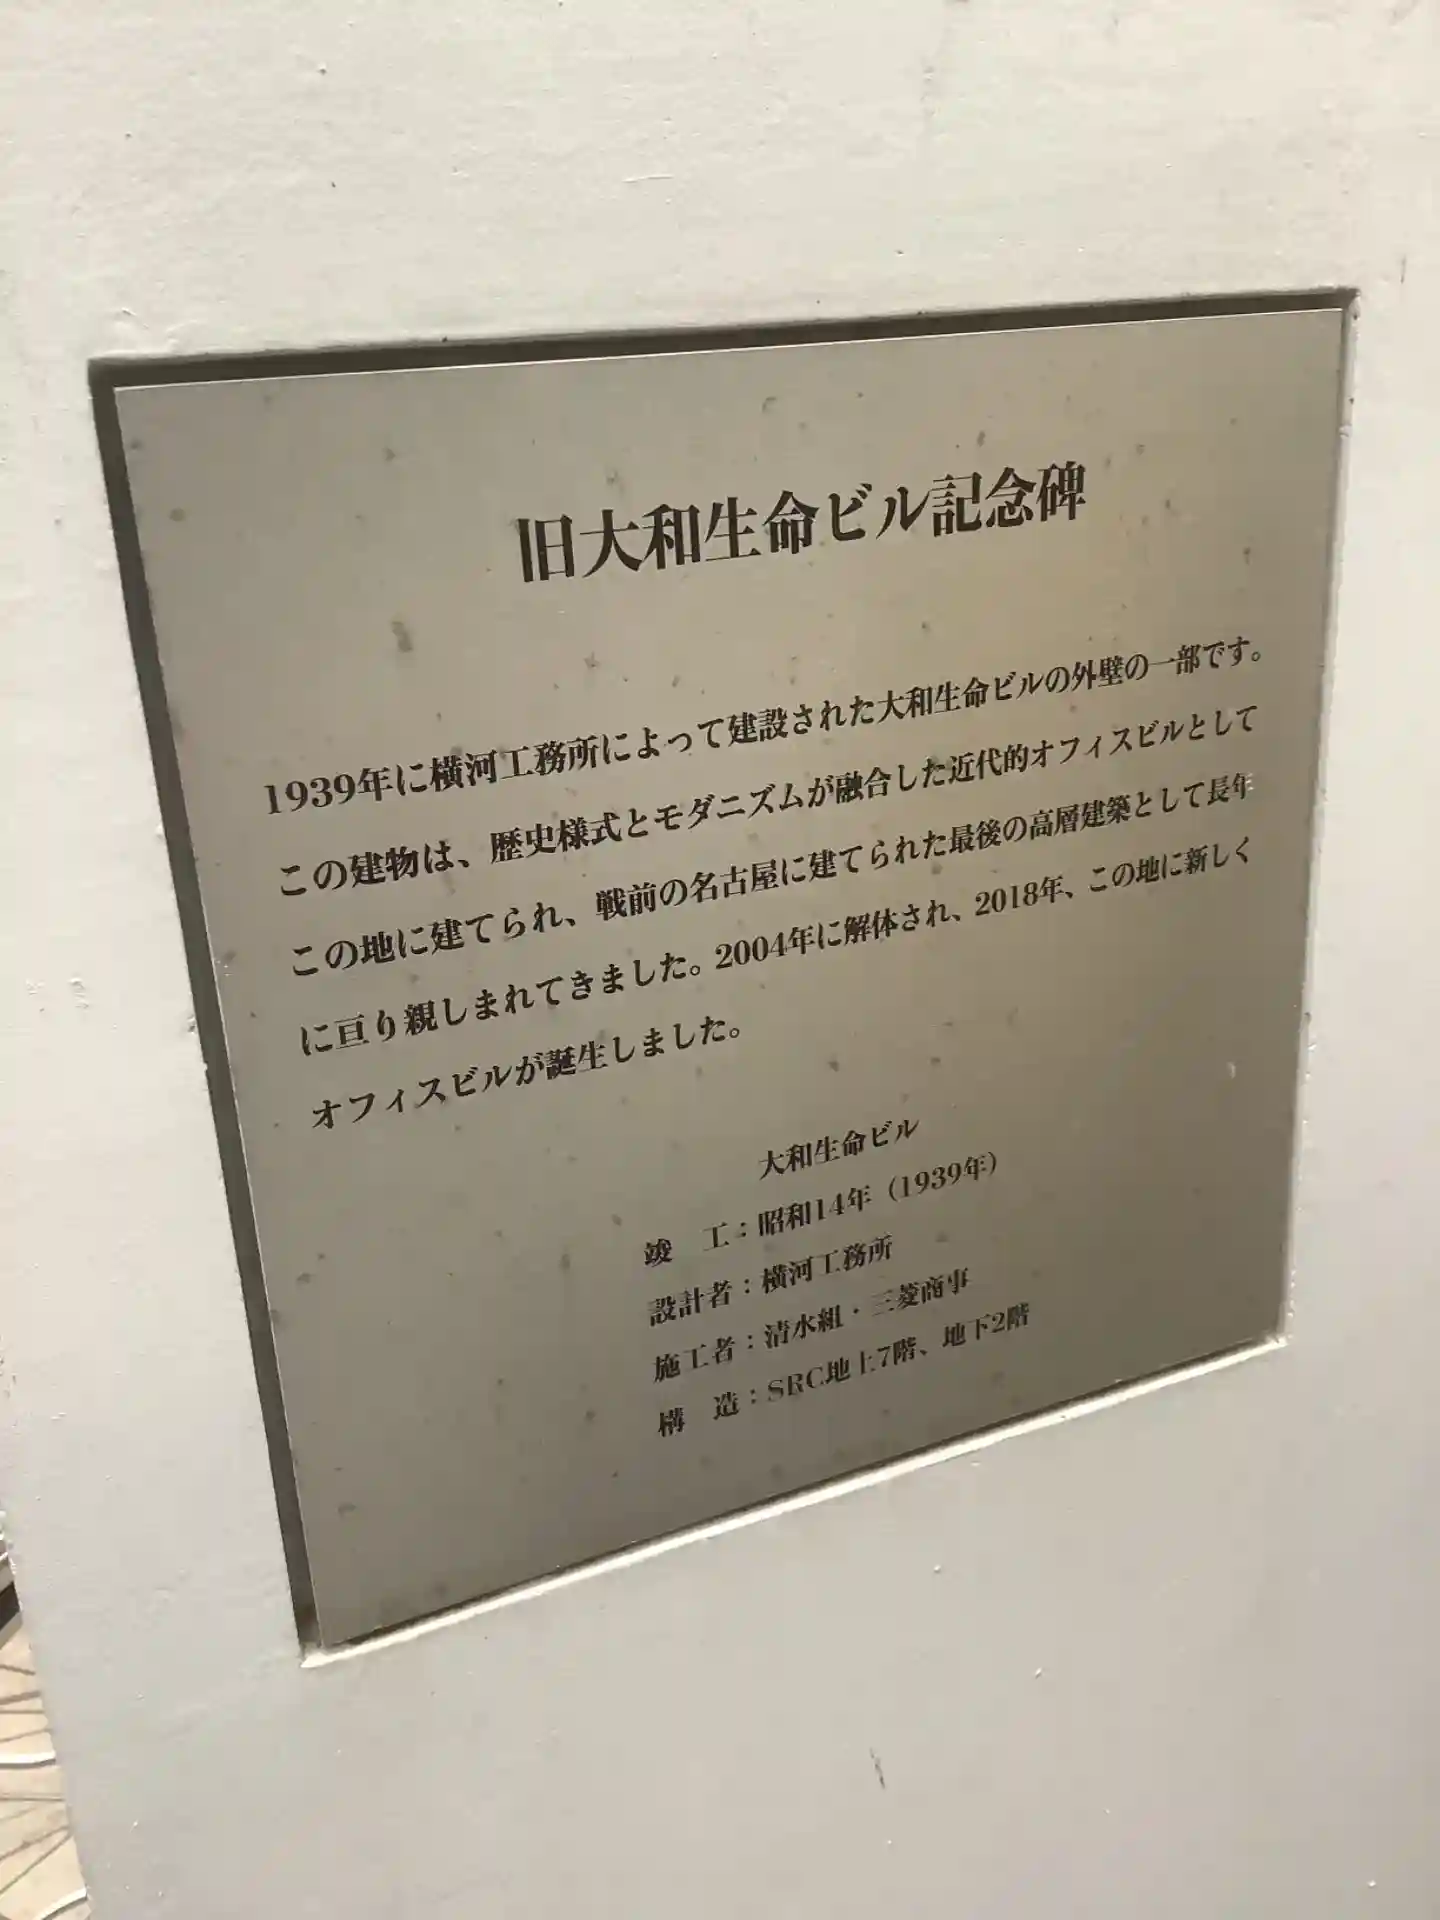 旧大和生命ビル記念碑
1939年に横河工務所によって建設された大和生命ビルの外壁の一部です。
この建物は、歴史様式とモダニズムが融合した近代的オフィスビルとして
この地に建てられ、戦前の名古屋に建てられた最後の高層建築として長年
に亘り親しまれてきました。2004年に解体され、2018年、この地に新しく
オフィスビルが誕生しました。
大和生命ビル
竣　工：昭和14年（1939年）
設計者：横河工務所
施工者：清水組・三菱商事
構　造：SRC地上7階、地下2階